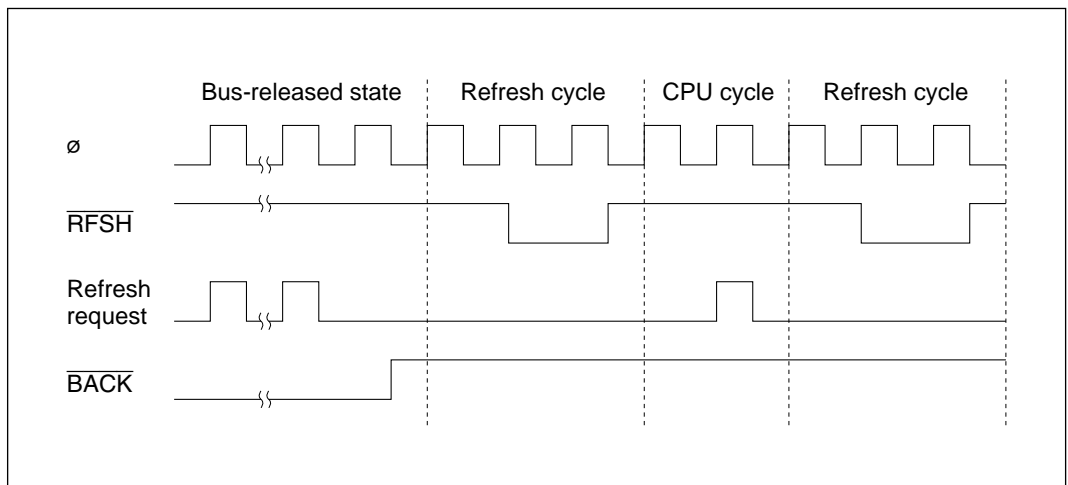 Bus-released state Refresh cycle CPU cycle Refresh cycle
ø
RFSH
Refresh
request
BACK